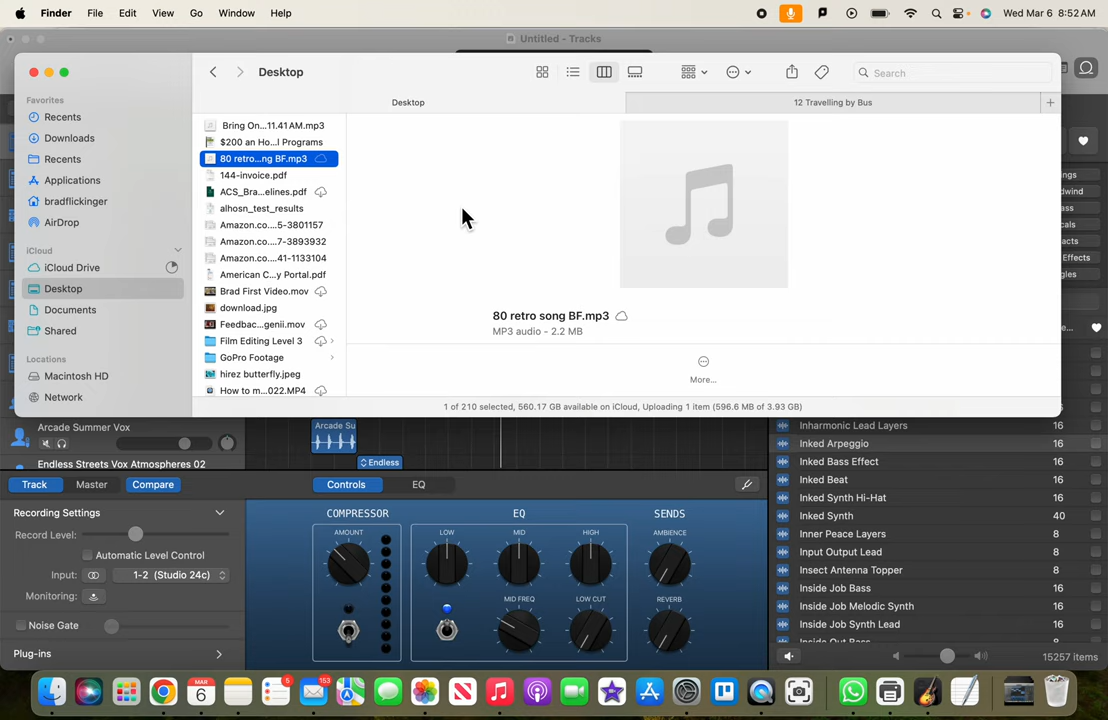 Finder File Edit View Go Window Help
Wed Mar 6 8:52 AM
Untitled - Tracks
Desktop
Search
Desktop
12 Travelling by Bus
Favorites
Recents
Downloads
Recents
Applications
bradflickinger
AirDrop
iCloud
iCloud Drive
Desktop
Documents
Shared
Locations
Macintosh HD
Network
Bring On...11.41 AM.mp3
$200 an Ho...l Programs
80 retro...ng BF.mp3
144-invoice.pdf
ACS_Bra...elines.pdf
alhosn_test_results
Amazon.co....5-3801157
Amazon.co....7-3893932
Amazon.co....41-1133104
American C...y Portal.pdf
Brad First Video.mov
download.jpg
Feedbac...genii.mov
Film Editing Level 3
GoPro Footage
hirez butterfly.jpeg
How to m...022.MP4
80 retro song BF.mp3
MP3 audio - 2.2 MB
More...
1 of 210 selected, 560.17 GB available on iCloud, Uploading 1 item (596.6 MB of 3.93 GB)
Arcade Summer Vox
Arcade Su
Endless Streets Vox Atmospheres 02
Endless
Track Master Compare
Controls EQ
Recording Settings
Record Level:
Automatic Level Control
Input: 1-2 (Studio 24c)
Monitoring:
Noise Gate
Plug-ins
COMPRESSOR EQ SENDS
AMOUNT LOW MID HIGH AMBIENCE
MID FREQ LOW CUT REVERB
Effects
Inharmonic Lead Layers 16
Inked Arpeggio 16
Inked Bass Effect 16
Inked Beat 16
Inked Synth Hi-Hat 16
Inked Synth 40
Inner Peace Layers 8
Input Output Lead 8
Insect Antenna Topper 8
Inside Job Bass 16
Inside Job Melodic Synth 16
Inside Job Synth Lead 16
15257 items
MAR
6
5
153